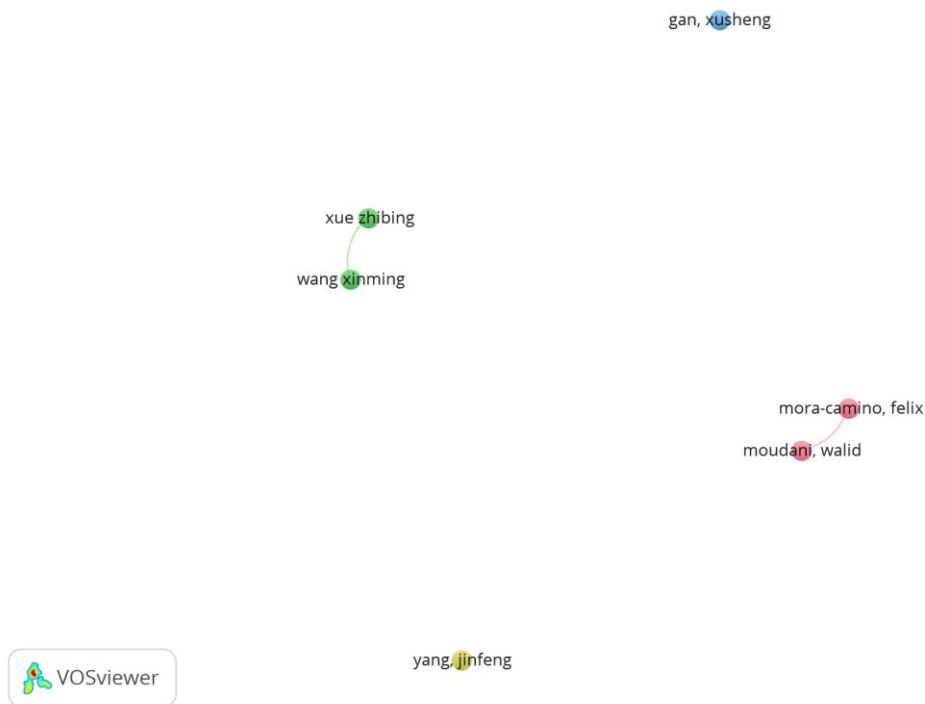 gan, xusheng
xue zhibing
wang xinming
mora-camino, felix
moudani, walid
yang, jinfeng
VOSviewer